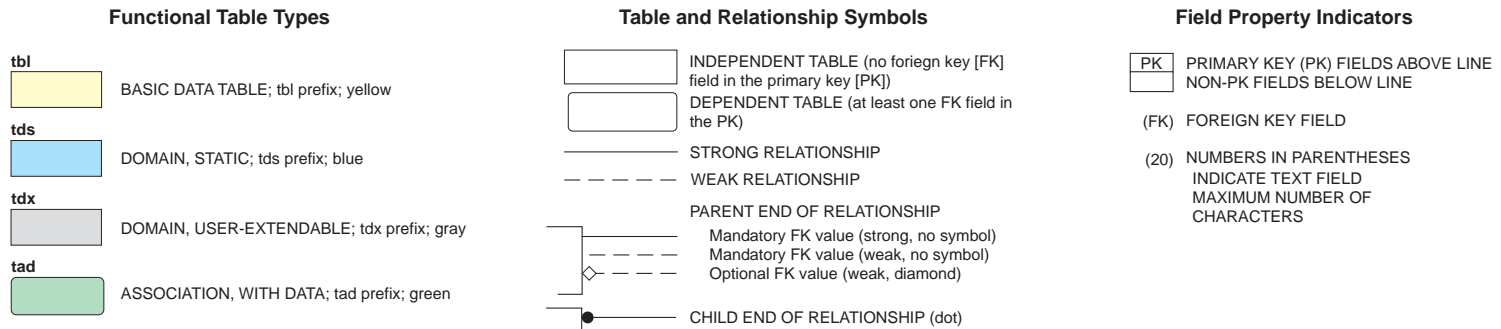 Functional Table Types
tbl
BASIC DATA TABLE; tbl prefix; yellow
tds
DOMAIN, STATIC; tds prefix; blue
tdx
DOMAIN, USER-EXTENDABLE; tdx prefix; gray
tad
ASSOCIATION, WITH DATA; tad prefix; green
Table and Relationship Symbols
INDEPENDENT TABLE (no foriegn key [FK]
field in the primary key [PK])
DEPENDENT TABLE (at least one FK field in
the PK)
STRONG RELATIONSHIP
WEAK RELATIONSHIP
PARENT END OF RELATIONSHIP
Mandatory FK value (strong, no symbol)
Mandatory FK value (weak, no symbol)
Optional FK value (weak, diamond)
CHILD END OF RELATIONSHIP (dot)
Field Property Indicators
PK PRIMARY KEY (PK) FIELDS ABOVE LINE
NON-PK FIELDS BELOW LINE
(FK) FOREIGN KEY FIELD
(20) NUMBERS IN PARENTHESES
INDICATE TEXT FIELD
MAXIMUM NUMBER OF
CHARACTERS